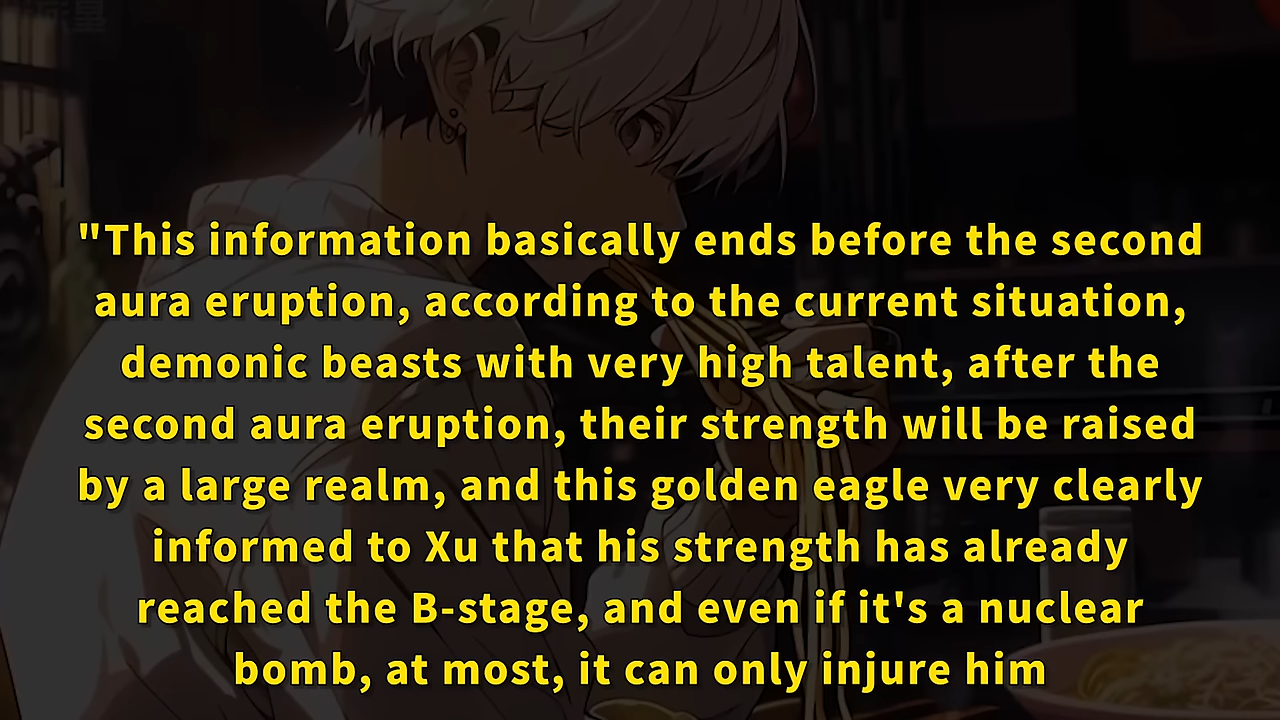 "This information basically ends before the second
aura eruption, according to the current situation,
demonic beasts with very high talent, after the
second aura eruption, their strength will be raised
by a large realm, and this golden eagle very clearly
informed to Xu that his strength has already
reached the B-stage, and even if it's a nuclear
bomb, at most, it can only injure him